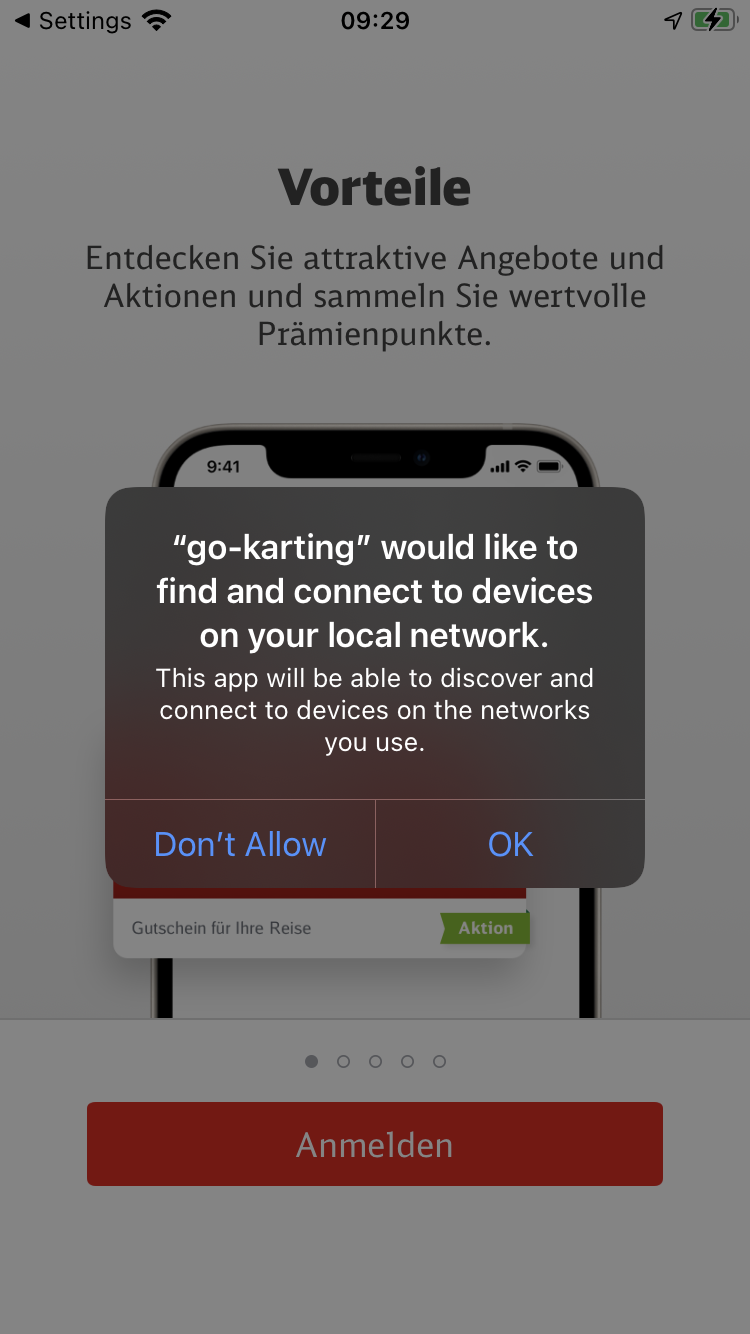 Settings 09:29
Vorteile
Entdecken Sie attraktive Angebote und
Aktionen und sammeln Sie wertvolle
Prämienpunkte.
9:41
“go-karting” would like to
find and connect to devices
on your local network.
This app will be able to discover and
connect to devices on the networks
you use.
Don’t Allow OK
Gutschein für Ihre Reise Aktion
Anmelden